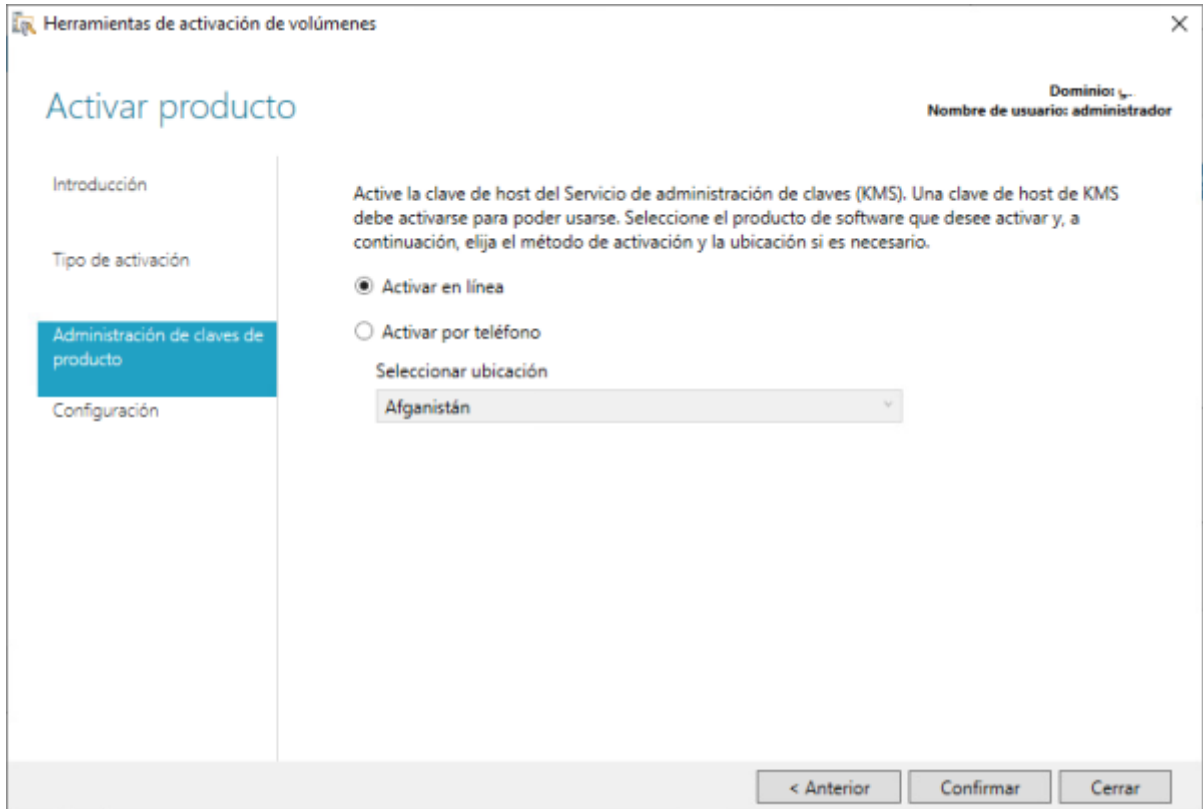 Herramientas de activación de volúmenes
Activar producto
Dominio:
Nombre de usuario: administrador
Introducción
Tipo de activación
Administración de claves de
producto
Configuración
Active la clave de host del Servicio de administración de claves (KMS). Una clave de host de KMS
debe activarse para poder usarse. Seleccione el producto de software que desee activar y, a
continuación, elija el método de activación y la ubicación si es necesario.
Activar en línea
Activar por teléfono
Seleccionar ubicación
Afganistán
< Anterior
Confirmar
Cerrar